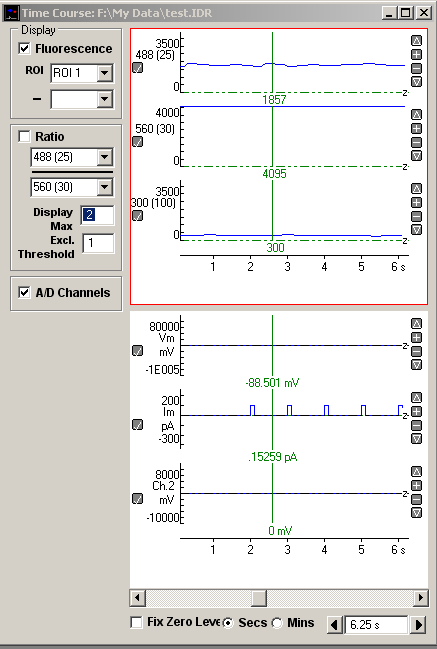 Time Course: F:\My Data\test.IDR
Display
Fluorescence
ROI
ROI 1
–
Ratio
488 (25)
560 (30)
Display
Max
2
Excl.
Threshold
1
A/D Channels
3500
488 (25)
0
z
1857
4000
560 (30)
0
4095
3500
300 (100)
0
z
300
1 2 3 4 5 6 s
80000
Vm
mV
-1E005
z
-88.501 mV
200
Im
pA
-300
z
.15259 pA
8000
Ch.2
mV
-10000
z
0 mV
1 2 3 4 5 6 s
Fix Zero Leve Secs Mins
6.25 s